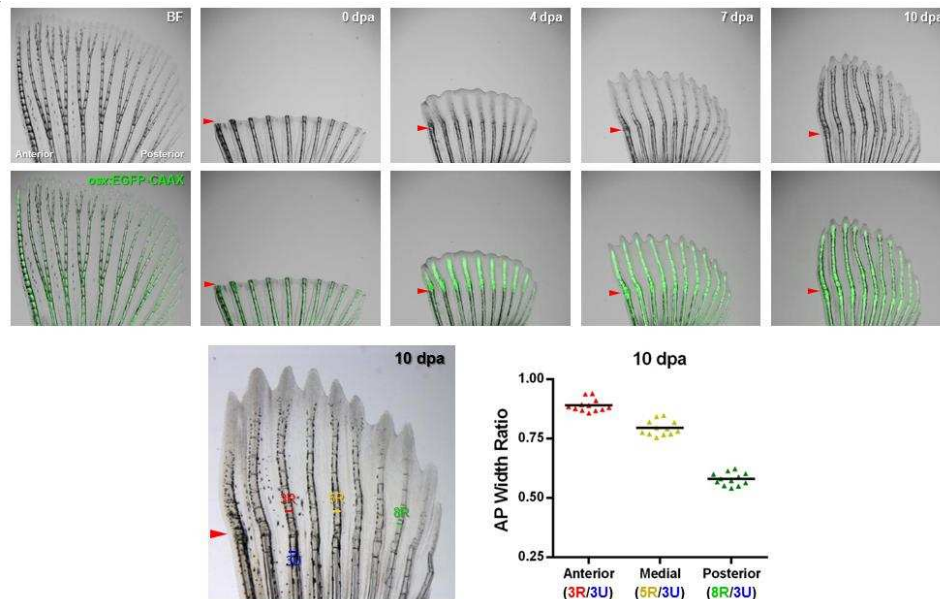 BF
0 dpa
4 dpa
7 dpa
10 dpa
Anterior
Posterior
osx:EGFP-CAAX
10 dpa
3R
5R
8R
3U
10 dpa
AP Width Ratio
1.00
0.75
0.50
0.25
Anterior
Medial
Posterior
(3R/3U)
(5R/3U)
(8R/3U)